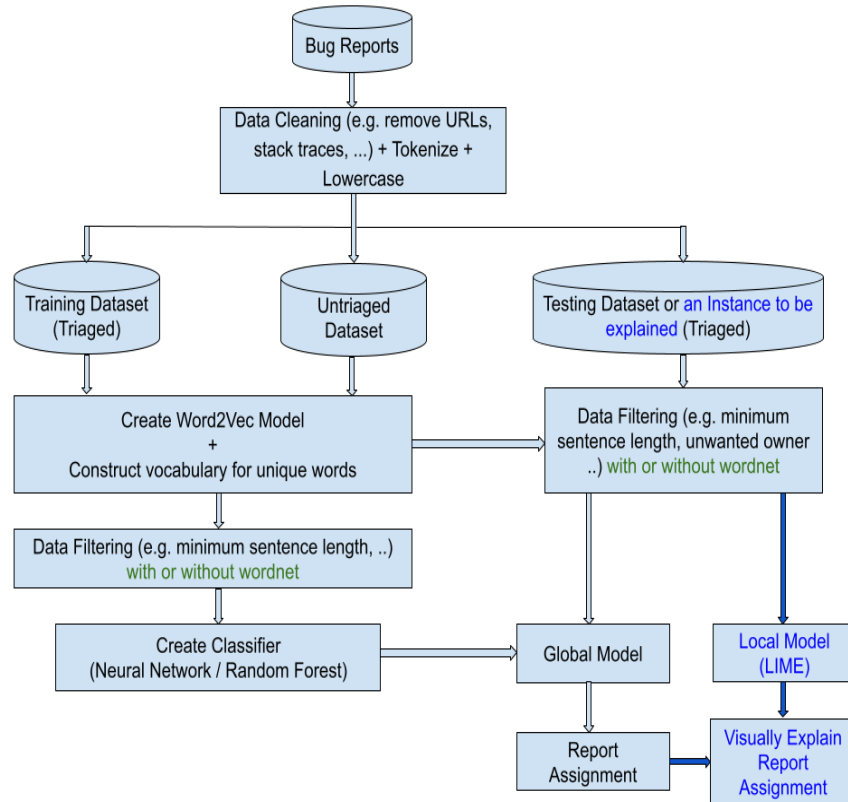 Bug Reports
Data Cleaning (e.g. remove URLs,
stack traces, ...) + Tokenize +
Lowercase
Training Dataset
(Triaged)
Untriaged
Dataset
Testing Dataset or an Instance to be
explained (Triaged)
Create Word2Vec Model
+
Construct vocabulary for unique words
Data Filtering (e.g. minimum
sentence length, unwanted owner
..) with or without wordnet
Data Filtering (e.g. minimum sentence length, ..)
with or without wordnet
Create Classifier
(Neural Network / Random Forest)
Global Model
Local Model
(LIME)
Report
Assignment
Visually Explain
Report
Assignment